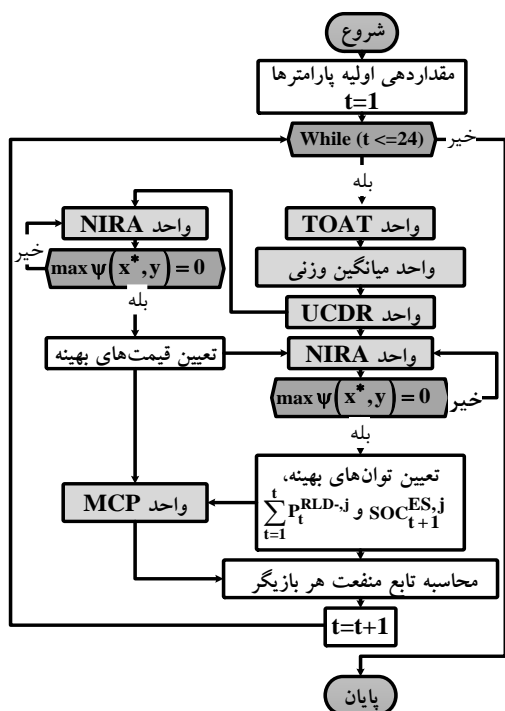 شروع
مقداردهی اولیه پارامترها
t=1
While (t <=24)
خیر
بله
واحد TOAT
واحد NIRA
خیر
واحد میانگین وزنی
max ψ(x*,y)=0
بله
واحد UCDR
تعیین قیمت‌های بهینه
واحد NIRA
max ψ(x*,y)=0
خیر
بله
تعیین توان‌های بهینه،
SOC_{t+1}^{ES,j} و \sum_{t=1}^{t} P_t^{RLD-,j}
واحد MCP
محاسبه تابع منفعت هر بازیگر
t=t+1
پایان